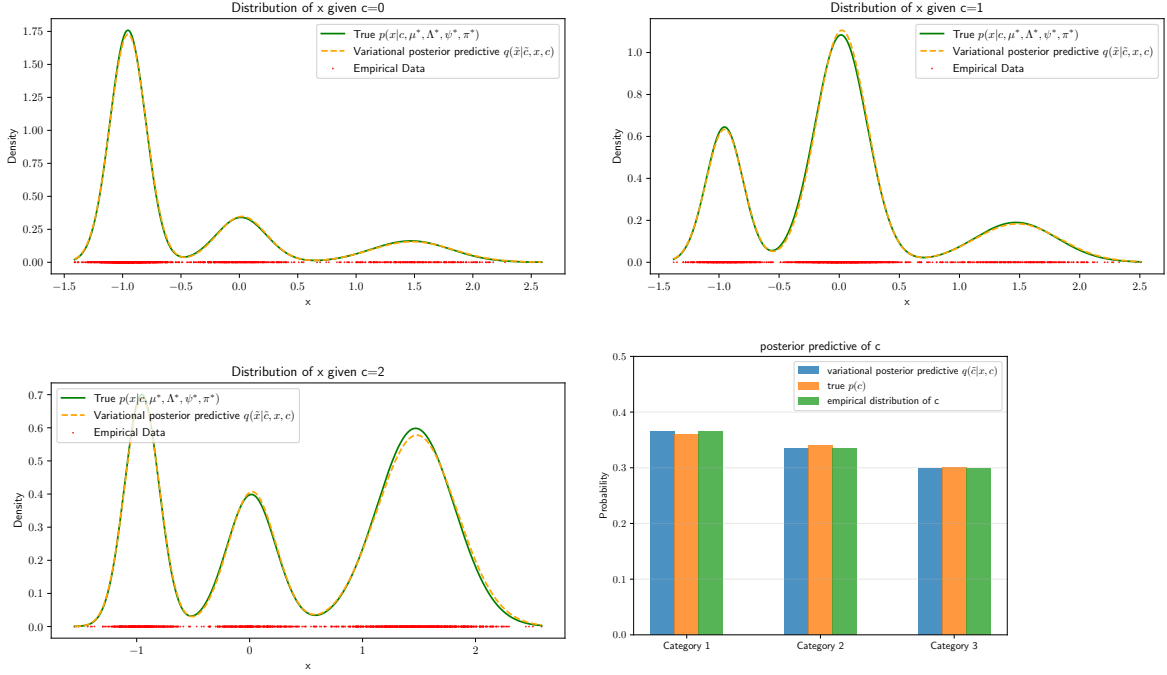 Distribution of x given c=0
True p(x|c, μ*, Λ*, ψ*, π*)
Variational posterior predictive q(x̃|c̃, x, c)
Empirical Data
Density
1.75
1.50
1.25
1.00
0.75
0.50
0.25
0.00
−1.5 −1.0 −0.5 0.0 0.5 1.0 1.5 2.0 2.5
x
Distribution of x given c=1
True p(x|c, μ*, Λ*, ψ*, π*)
Variational posterior predictive q(x̃|c̃, x, c)
Empirical Data
Density
1.0
0.8
0.6
0.4
0.2
0.0
−1.5 −1.0 −0.5 0.0 0.5 1.0 1.5 2.0 2.5
x
Distribution of x given c=2
True p(x|c, μ*, Λ*, ψ*, π*)
Variational posterior predictive q(x̃|c̃, x, c)
Empirical Data
Density
0.7
0.6
0.5
0.4
0.3
0.2
0.1
0.0
−1 0 1 2
x
posterior predictive of c
variational posterior predictive q(c̃|x, c)
true p(c)
empirical distribution of c
Probability
0.5
0.4
0.3
0.2
0.1
0.0
Category 1 Category 2 Category 3